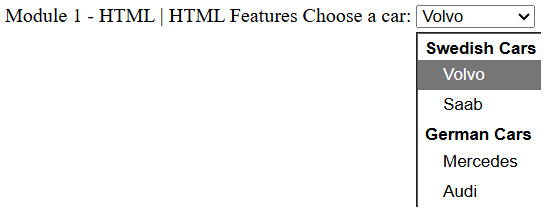 Module 1 - HTML | HTML Features Choose a car: Volvo
Swedish Cars
Volvo
Saab
German Cars
Mercedes
Audi